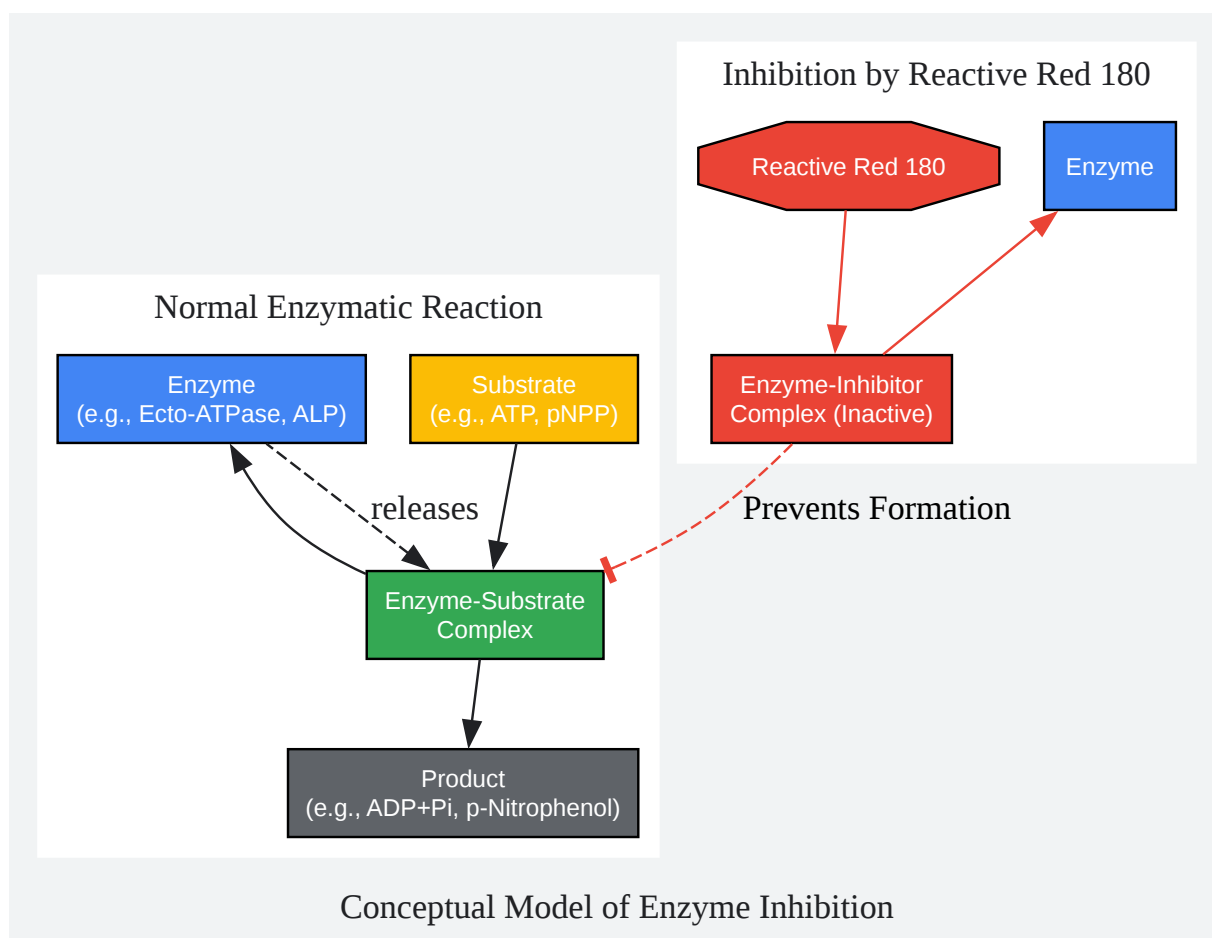 Inhibition by Reactive Red 180
Reactive Red 180
Enzyme
Enzyme-Inhibitor
Complex (Inactive)
Prevents Formation
Normal Enzymatic Reaction
Enzyme
(e.g., Ecto-ATPase, ALP)
Substrate
(e.g., ATP, pNPP)
releases
Enzyme-Substrate
Complex
Product
(e.g., ADP+Pi, p-Nitrophenol)
Conceptual Model of Enzyme Inhibition